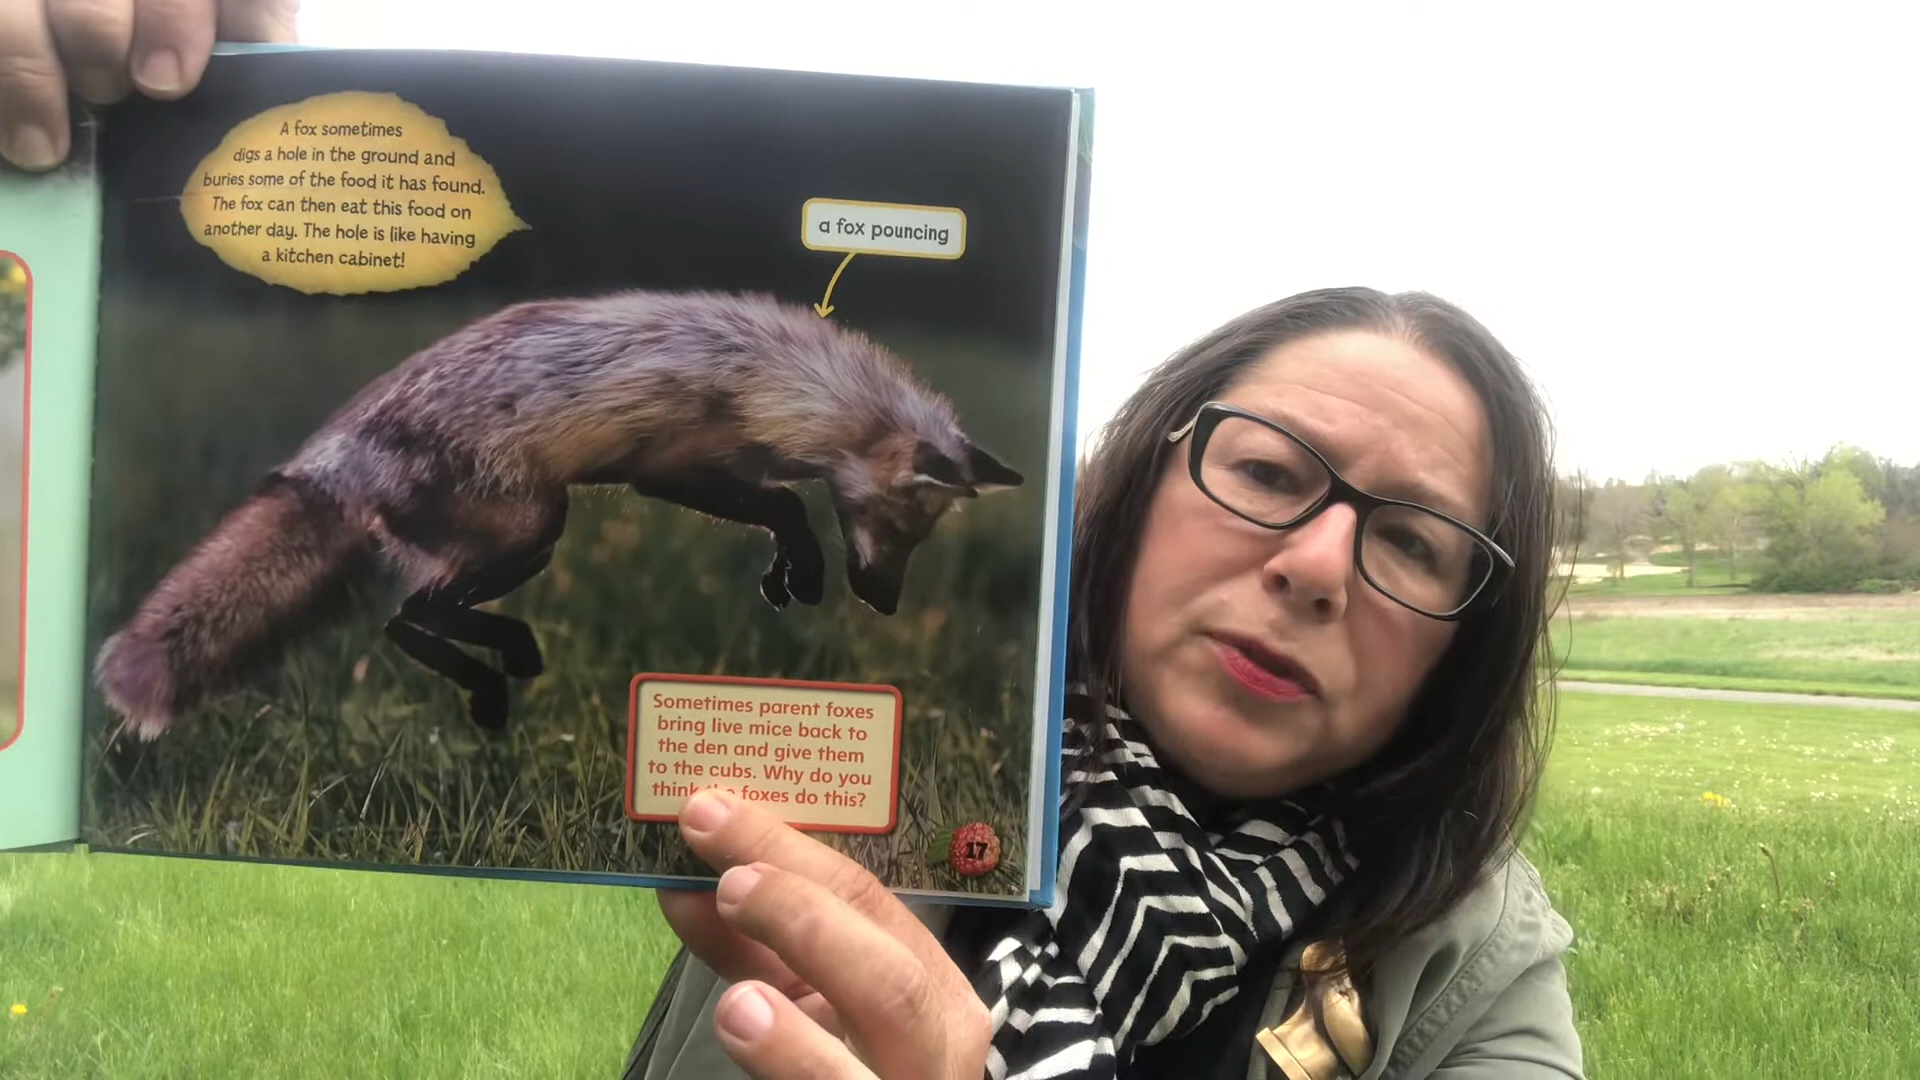 A fox sometimes
digs a hole in the ground and
buries some of the food it has found.
The fox can then eat this food on
another day. The hole is like having
a kitchen cabinet!
a fox pouncing
Sometimes parent foxes
bring live mice back to
the den and give them
to the cubs. Why do you
think the foxes do this?
17